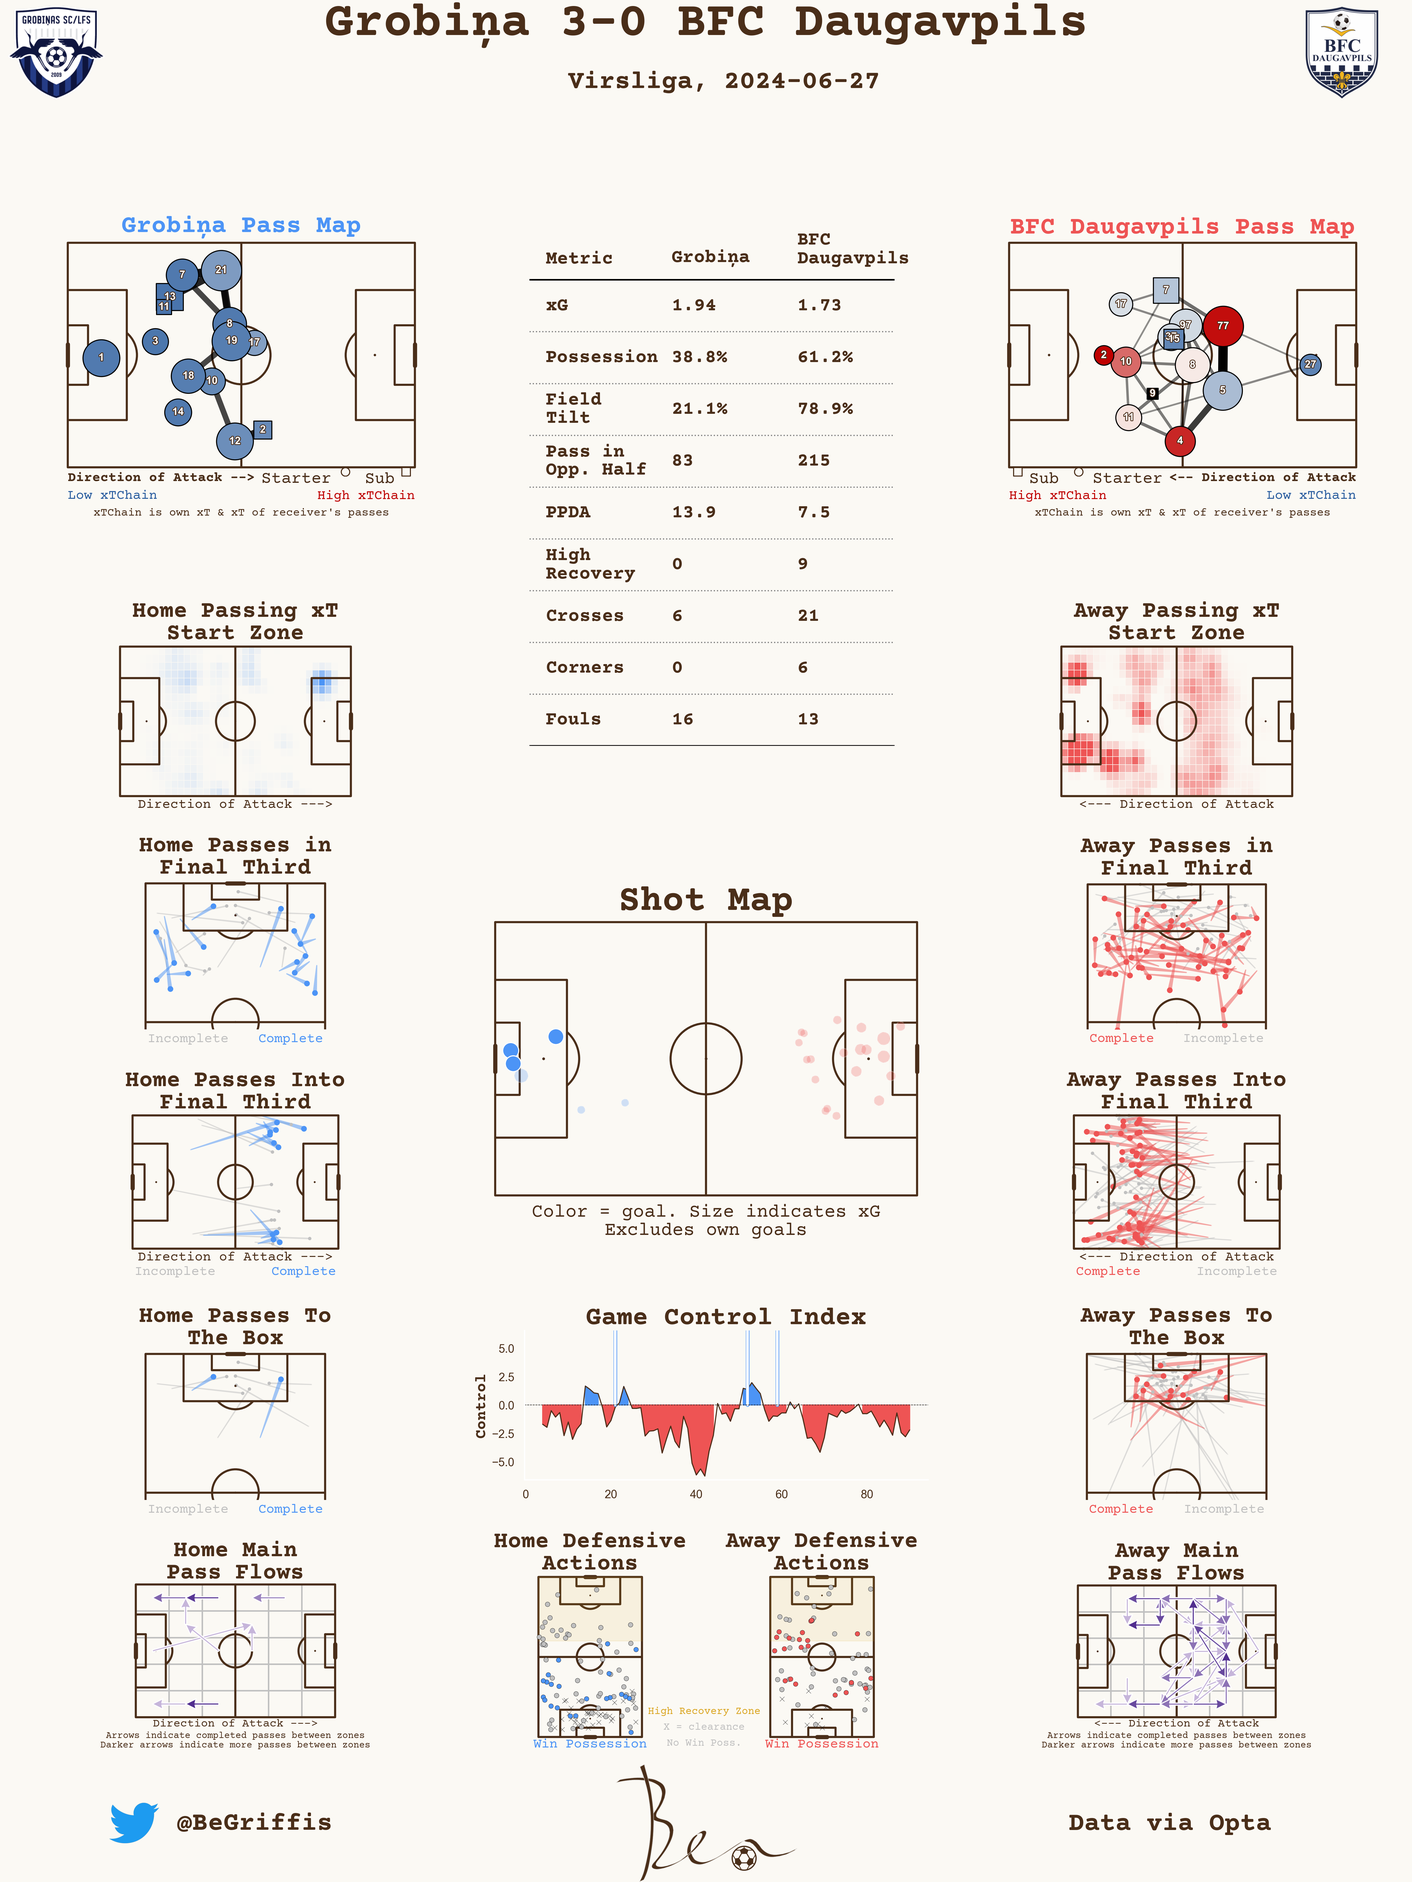 Grobiņa 3-0 BFC Daugavpils
Virsliga, 2024-06-27
GROBIŅAS SC/LFS
2009
BFC
DAUGAVPILS
Grobiņa Pass Map
7
21
13
11
8
3
19
17
1
18
10
14
12
2
Direction of Attack --> Starter Sub
Low xTChain High xTChain
xTChain is own xT & xT of receiver's passes
Metric Grobiņa BFC Daugavpils
xG 1.94 1.73
Possession 38.8% 61.2%
Field Tilt 21.1% 78.9%
Pass in Opp. Half 83 215
PPDA 13.9 7.5
High Recovery 0 9
Crosses 6 21
Corners 0 6
Fouls 16 13
BFC Daugavpils Pass Map
7
17
97
77
15
2
10
8
27
9
5
11
4
Sub Starter <-- Direction of Attack
High xTChain Low xTChain
xTChain is own xT & xT of receiver's passes
Home Passing xT
Start Zone
Direction of Attack --->
Away Passing xT
Start Zone
<--- Direction of Attack
Home Passes in
Final Third
Incomplete Complete
Away Passes in
Final Third
Complete Incomplete
Shot Map
Color = goal. Size indicates xG
Excludes own goals
Home Passes Into
Final Third
Direction of Attack --->
Incomplete Complete
Away Passes Into
Final Third
<--- Direction of Attack
Complete Incomplete
Home Passes To
The Box
Incomplete Complete
Game Control Index
Control
5.0
2.5
0.0
−2.5
−5.0
0 20 40 60 80
Away Passes To
The Box
Complete Incomplete
Home Main
Pass Flows
Direction of Attack --->
Arrows indicate completed passes between zones
Darker arrows indicate more passes between zones
Home Defensive
Actions
Win Possession
High Recovery Zone
X = clearance
No Win Poss.
Away Defensive
Actions
Win Possession
Away Main
Pass Flows
<--- Direction of Attack
Arrows indicate completed passes between zones
Darker arrows indicate more passes between zones
@BeGriffis
Ben
Data via Opta